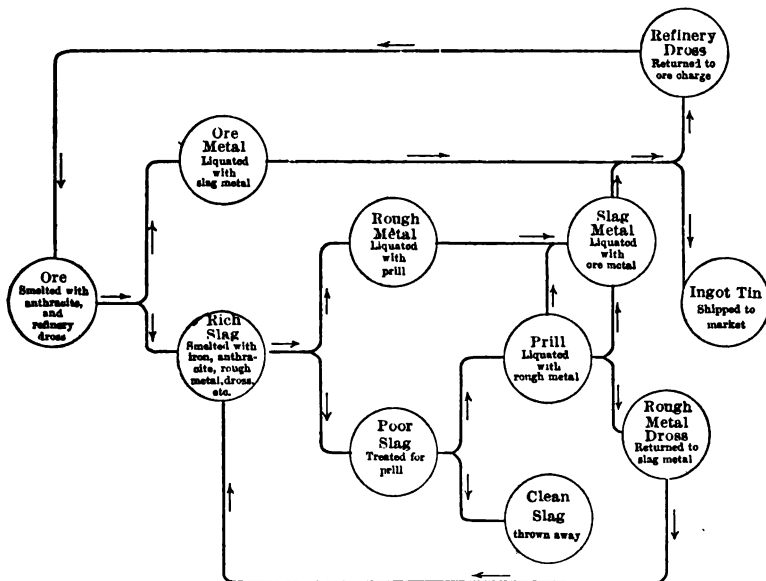 Refinery
Dross
Returned to
ore charge
Ore
Metal
Liquated
with
slag metal
Rough
Metal
Liquated
with
prill
Slag
Metal
Liquated
with
ore metal
Ore
Smelted with
anthracite,
and
refinery
dross
Ingot Tin
Shipped to
market
Rich
Slag
Smelted with
iron, anthra-
cite, rough
metal, dross,
etc.
Prill
Liquated
with
rough metal
Poor
Slag
Treated for
prill
Rough
Metal
Dross
Returned to
slag metal
Clean
Slag
thrown away